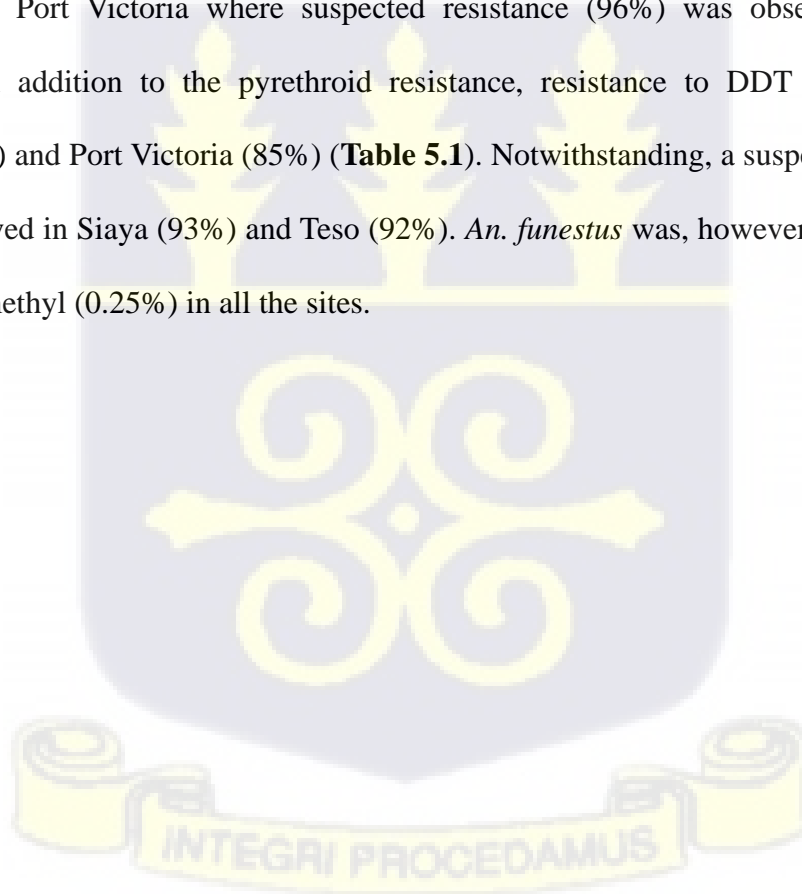 Port Victoria where suspected resistance (96%) was obse
addition to the pyrethroid resistance, resistance to DDT
) and Port Victoria (85%) (Table 5.1). Notwithstanding, a suspe
ved in Siaya (93%) and Teso (92%). An. funestus was, however
nethyl (0.25%) in all the sites.
INTEGRI PROCEDAMUS